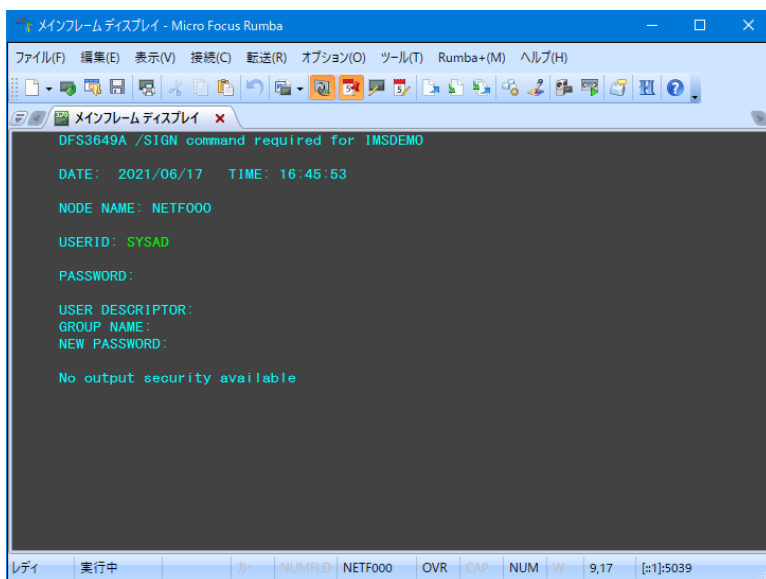 メインフレーム ディスプレイ - Micro Focus Rumba
ファイル(F) 編集(E) 表示(V) 接続(C) 転送(R) オプション(O) ツール(T) Rumba+(M) ヘルプ(H)
メインフレーム ディスプレイ
DFS3649A /SIGN command required for IMSDEMO
DATE: 2021/06/17 TIME: 16:45:53
NODE NAME: NETF000
USERID: SYSAD
PASSWORD:
USER DESCRIPTOR:
GROUP NAME:
NEW PASSWORD:
No output security available
レディ 実行中 カナ NUMFLD NETF000 OVR CAP NUM W 9,17 [::1]:5039